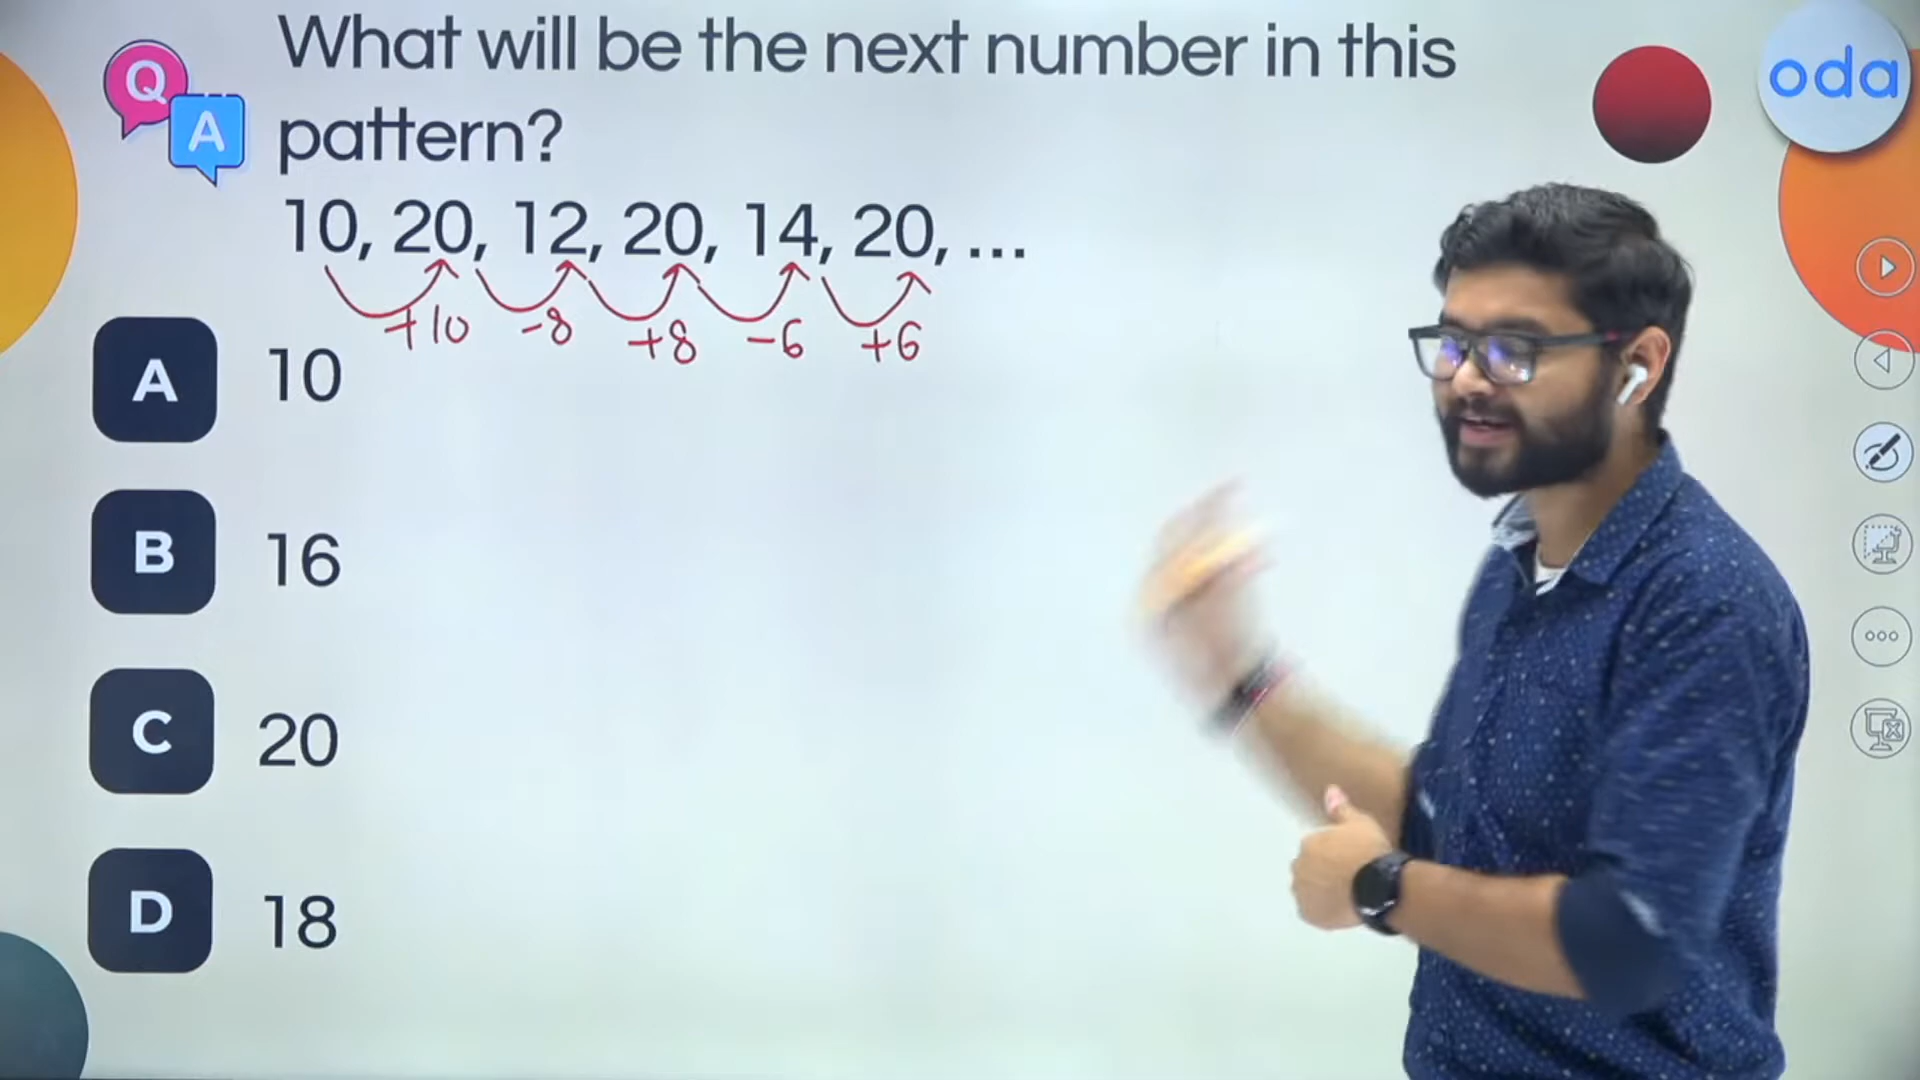 Q
A
What will be the next number in this
pattern?
oda
10, 20, 12, 20, 14, 20, ...
+10 -8 +8 -6 +6
A 10
B 16
C 20
D 18